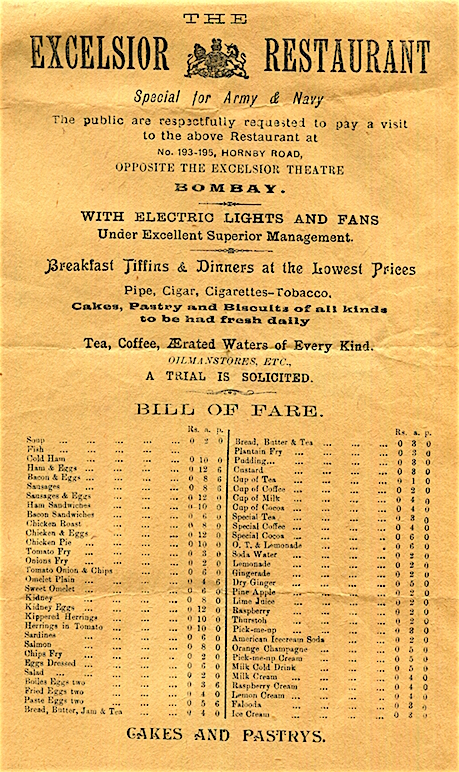 THE
EXCELSIOR RESTAURANT
Special for Army & Navy
The public are respectfully requested to pay a visit
to the above Restaurant at
No. 193-195, HORNBY ROAD,
OPPOSITE THE EXCELSIOR THEATRE
BOMBAY.
WITH ELECTRIC LIGHTS AND FANS
Under Excellent Superior Management.
Breakfast Tiffins & Dinners at the Lowest Prices
Pipe, Cigar, Cigarettes-Tobacco.
Cakes, Pastry and Biscuits of all kinds
to be had fresh daily
Tea, Coffee, Ærated Waters of Every Kind.
OILMANSTORES, ETC.,
A TRIAL IS SOLICITED.
BILL OF FARE.
Rs. a. p.
Soup ... 0 2 0
Fish ...
Cold Ham ... 0 10 0
Ham & Eggs ... 0 12 6
Bacon & Eggs ... 0 8 6
Sausages ... 0 8 6
Sausages & Eggs ... 0 12 0
Ham Sandwiches ... 0 10 0
Bacon Sandwiches ... 0 6 0
Chicken Roast ... 0 8 0
Chicken & Eggs ... 0 12 0
Chicken Pie ... 0 10 0
Tomato Fry ... 0 3 0
Onions Fry ... 0 2 0
Tomato Onion & Chips ... 0 6 0
Omelet Plain ... 0 4 6
Sweet Omelet ... 0 6 0
Kidney ... 0 8 0
Kidney Eggs ... 0 12 0
Kippered Herrings ... 0 10 0
Herrings in Tomato ... 0 10 0
Sardines ... 0 6 0
Salmon ... 0 8 0
Chips Fry ... 0 2 0
Eggs Dressed ... 0 6 0
Salad ... 0 2 0
Boiles Eggs two ... 0 3 6
Fried Eggs two ... 0 4 0
Paste Eggs two ... 0 5 6
Bread, Butter, Jam & Tea ... 0 4 0
Rs. a. p.
Bread, Butter & Tea ... 0 3 0
Plantain Fry ... 0 3 0
Pudding ... 0 3 0
Custard ... 0 3 0
Cup of Tea ... 0 1 0
Cup of Coffee ... 0 2 0
Cup of Milk ... 0 4 0
Cup of Cocoa ... 0 4 0
Special Tea ... 0 3 0
Special Coffee ... 0 4 0
Special Cocoa ... 0 6 0
O. T. & Lemonade ... 0 6 0
Soda Water ... 0 2 0
Lemonade ... 0 2 0
Gingerade ... 0 2 0
Dry Ginger ... 0 5 0
Pine Apple ... 0 2 0
Lime Juice ... 0 2 0
Raspberry ... 0 2 0
Thurstoh ... 0 2 0
Pick-me-up ... 0 3 0
American Icecream Soda ... 0 2 0
Orange Champagne ... 0 5 0
Pick-me-up Cream ... 0 5 0
Milk Cold Drink ... 0 5 0
Milk Cream ... 0 4 0
Raspberry Cream ... 0 4 0
Lemon Cream ... 0 4 0
Falooda ... 0 3 0
Ice Cream ... 0 3 0
CAKES AND PASTRYS.